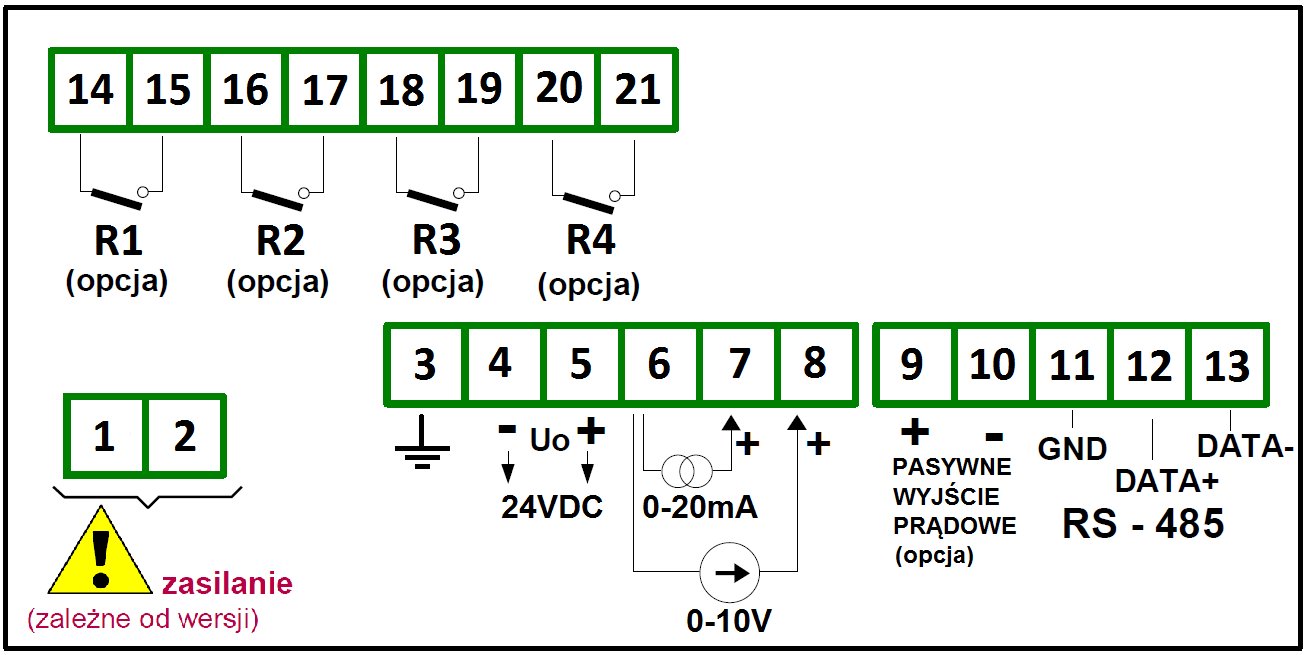 14 15 16 17 18 19 20 21
R1 R2 R3 R4
(opcja) (opcja) (opcja) (opcja)
3 4 5 6 7 8 9 10 11 12 13
1 2
- Uo + + +
24VDC 0-20mA
0-10V
+ -
PASYWNE
WYJŚCIE
PRĄDOWE
(opcja)
GND DATA-
DATA+
RS - 485
!
zasilanie
(zależne od wersji)